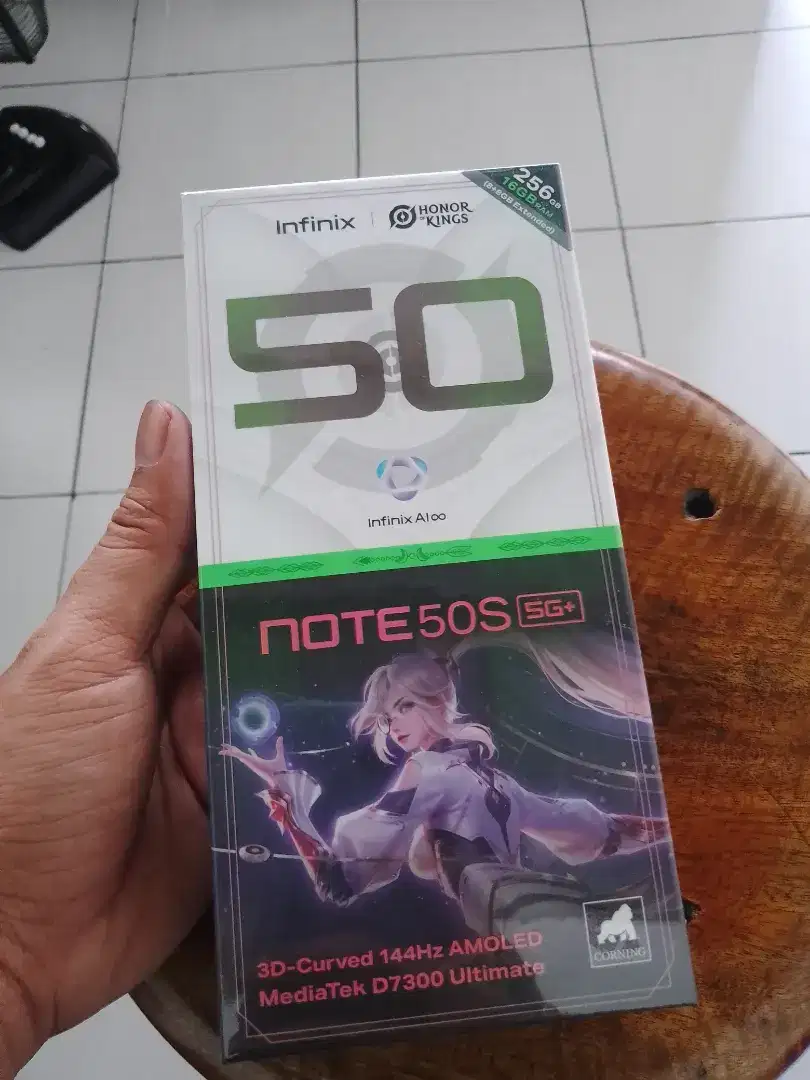 Infinix | HONOR OF KINGS
256GB
16GB RAM
(8+8GB Extended)
50
Infinix AI∞
NOTE 50S 5G+
3D-Curved 144Hz AMOLED
MediaTek D7300 Ultimate
CORNING